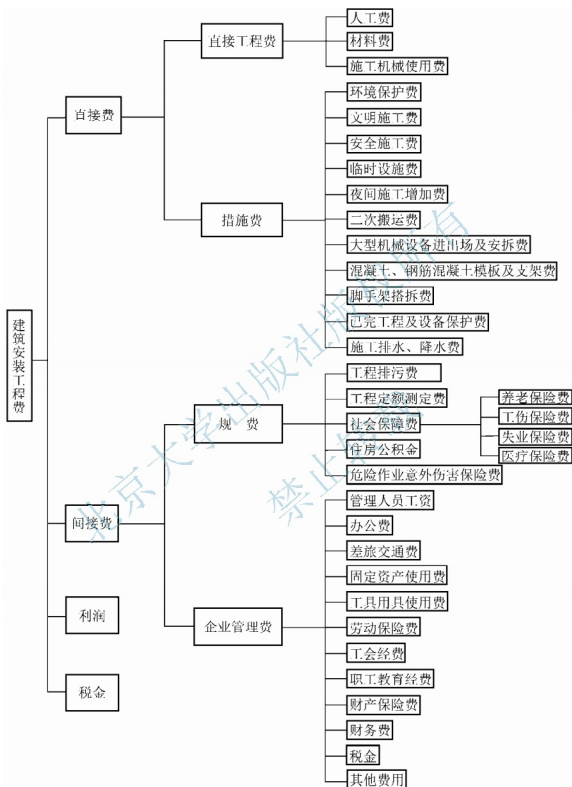 建筑安装工程费
直接费
直接工程费
人工费
材料费
施工机械使用费
措施费
环境保护费
文明施工费
安全施工费
临时设施费
夜间施工增加费
二次搬运费
大型机械设备进出场及安拆费
混凝土、钢筋混凝土模板及支架费
脚手架搭拆费
已完工程及设备保护费
施工排水、降水费
间接费
规 费
工程排污费
工程定额测定费
社会保障费
养老保险费
工伤保险费
失业保险费
医疗保险费
住房公积金
危险作业意外伤害保险费
企业管理费
管理人员工资
办公费
差旅交通费
固定资产使用费
工具用具使用费
劳动保险费
工会经费
职工教育经费
财产保险费
财务费
税金
其他费用
利润
税金
北京大学出版社版权所有
禁止转载